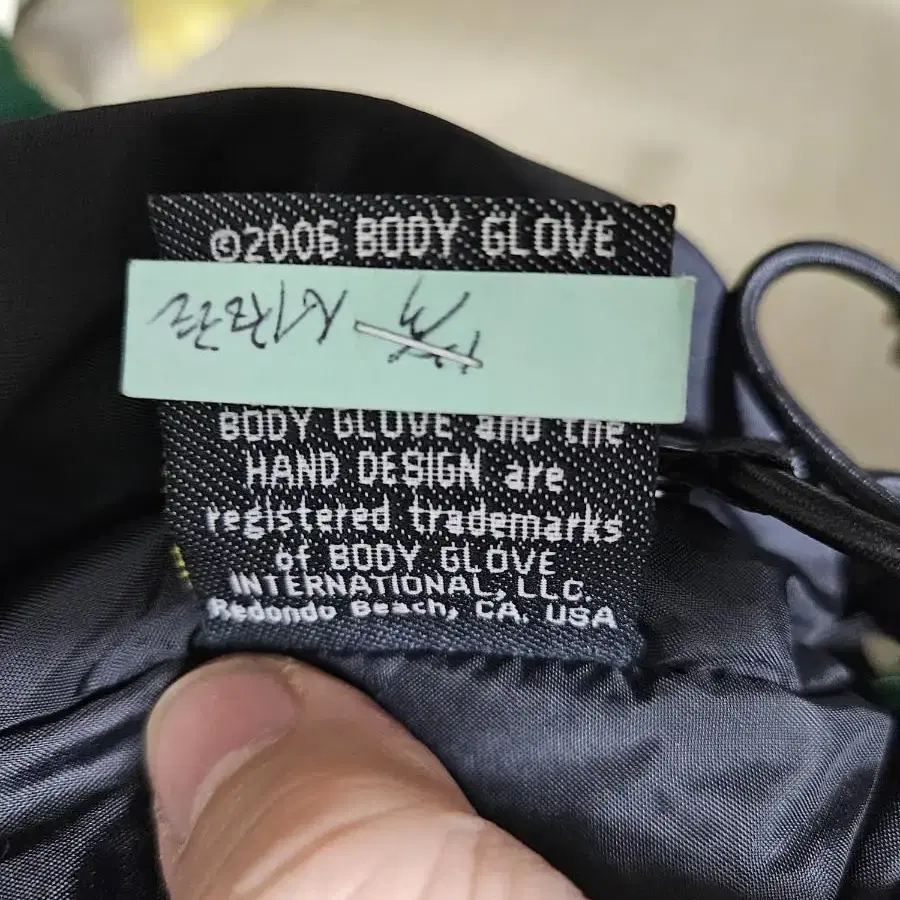 ©2006 BODY GLOVE
BODY GLOVE and the
HAND DESIGN are
registered trademarks
of BODY GLOVE
INTERNATIONAL, LLC.
Redondo Beach, CA. USA